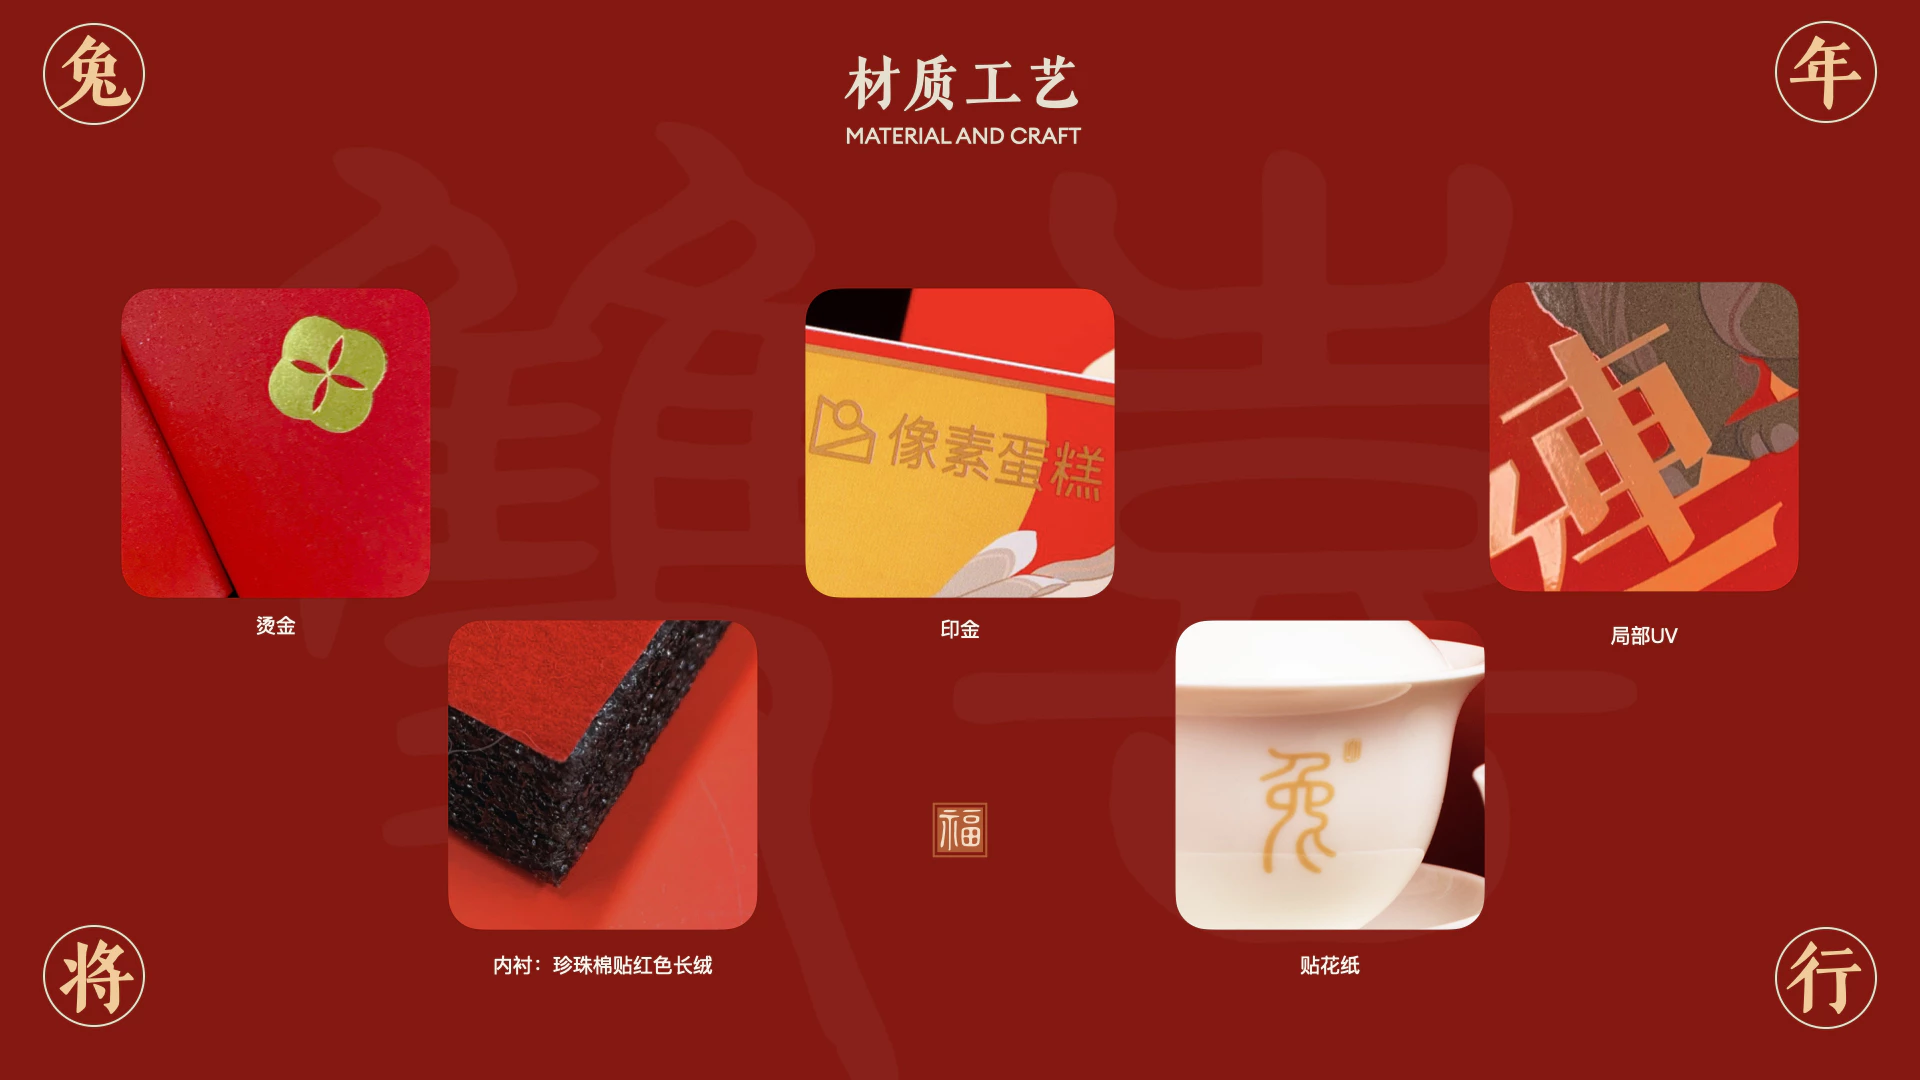 兔
年
材质工艺
MATERIAL AND CRAFT
像素蛋糕
烫金
印金
局部UV
兔
福
内衬：珍珠棉贴红色长绒
贴花纸
将
行